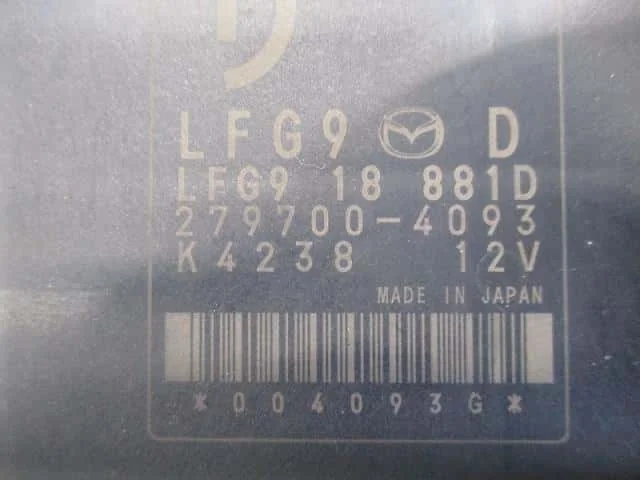 LFG9 D
LFG9 18 881D
279700-4093
K4238 12V
MADE IN JAPAN
*004093G*